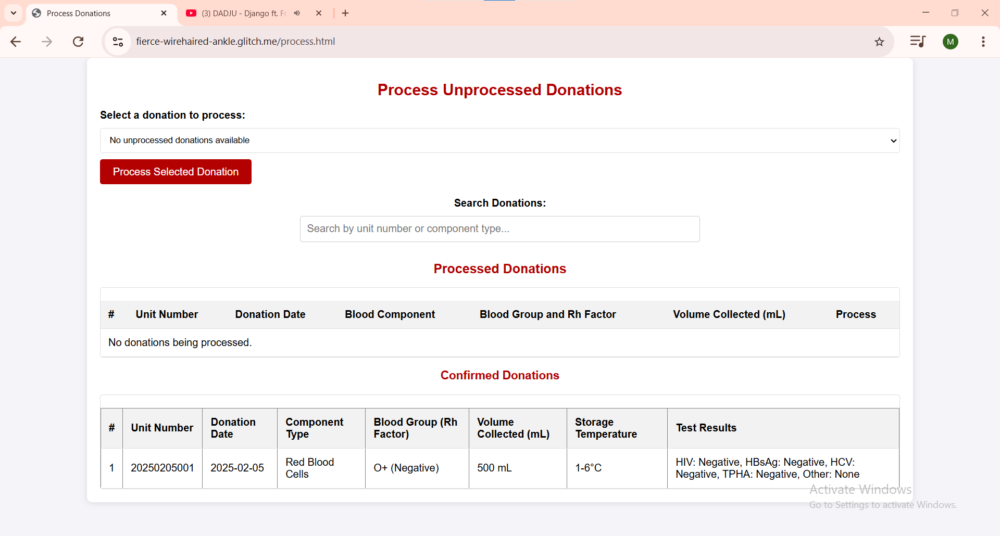 Process Donations
(3) DADJU - Django ft. Fr
fierce-wirehaired-ankle.glitch.me/process.html
M
Process Unprocessed Donations
Select a donation to process:
No unprocessed donations available
Process Selected Donation
Search Donations:
Search by unit number or component type...
Processed Donations
# Unit Number Donation Date Blood Component Blood Group and Rh Factor Volume Collected (mL) Process
No donations being processed.
Confirmed Donations
# Unit Number Donation Date Component Type Blood Group (Rh Factor) Volume Collected (mL) Storage Temperature Test Results
1 20250205001 2025-02-05 Red Blood Cells O+ (Negative) 500 mL 1-6°C HIV: Negative, HBsAg: Negative, HCV: Negative, TPHA: Negative, Other: None
Activate Windows
Go to Settings to activate Windows.